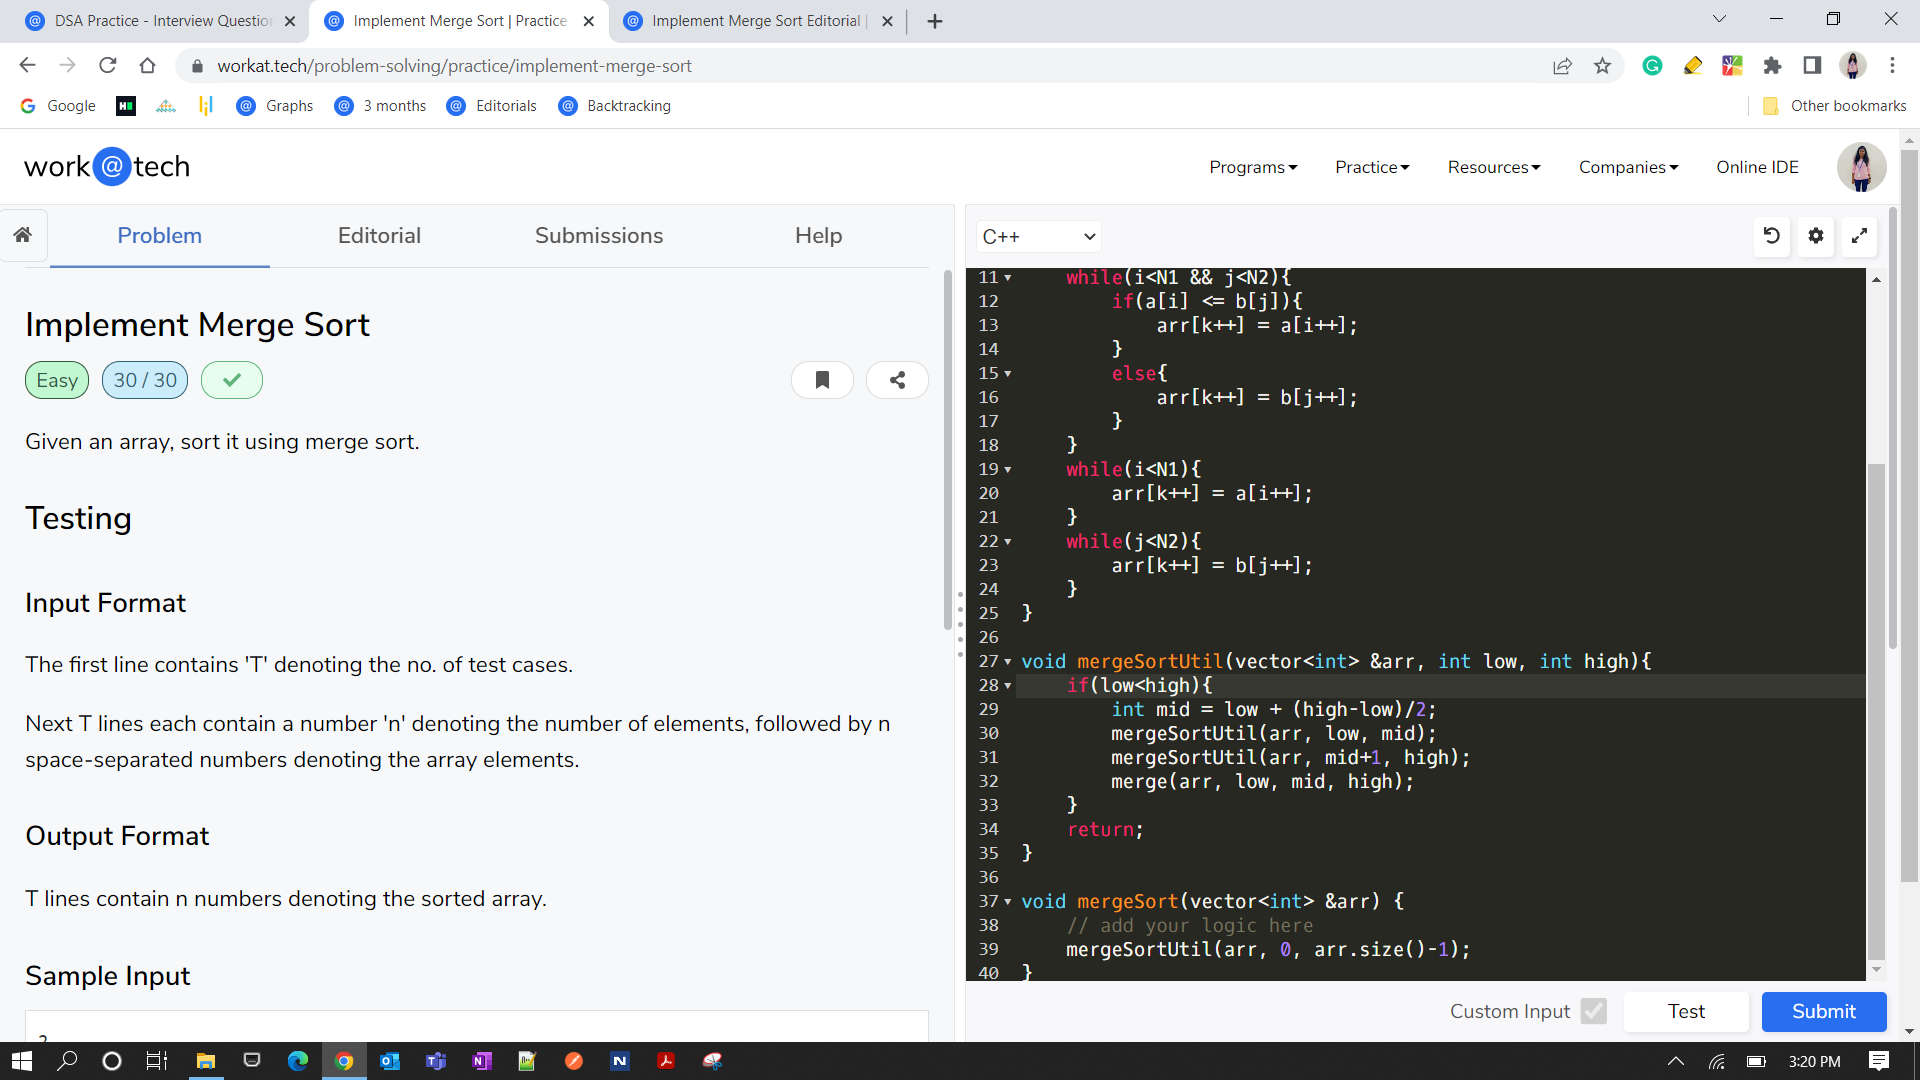 DSA Practice - Interview Questio
Implement Merge Sort | Practice
Implement Merge Sort Editorial |
workat.tech/problem-solving/practice/implement-merge-sort
Google
Graphs
3 months
Editorials
Backtracking
Other bookmarks
work@tech
Programs
Practice
Resources
Companies
Online IDE
Problem
Editorial
Submissions
Help
Implement Merge Sort
Easy
30 / 30
Given an array, sort it using merge sort.
Testing
Input Format
The first line contains 'T' denoting the no. of test cases.
Next T lines each contain a number 'n' denoting the number of elements, followed by n
space-separated numbers denoting the array elements.
Output Format
T lines contain n numbers denoting the sorted array.
Sample Input
C++
11 while(i<N1 && j<N2){
12 if(a[i] <= b[j]){
13 arr[k++] = a[i++];
14 }
15 else{
16 arr[k++] = b[j++];
17 }
18 }
19 while(i<N1){
20 arr[k++] = a[i++];
21 }
22 while(j<N2){
23 arr[k++] = b[j++];
24 }
25 }
26
27 void mergeSortUtil(vector<int> &arr, int low, int high){
28 if(low<high){
29 int mid = low + (high-low)/2;
30 mergeSortUtil(arr, low, mid);
31 mergeSortUtil(arr, mid+1, high);
32 merge(arr, low, mid, high);
33 }
34 return;
35 }
36
37 void mergeSort(vector<int> &arr) {
38 // add your logic here
39 mergeSortUtil(arr, 0, arr.size()-1);
40 }
Custom Input
Test
Submit
3:20 PM